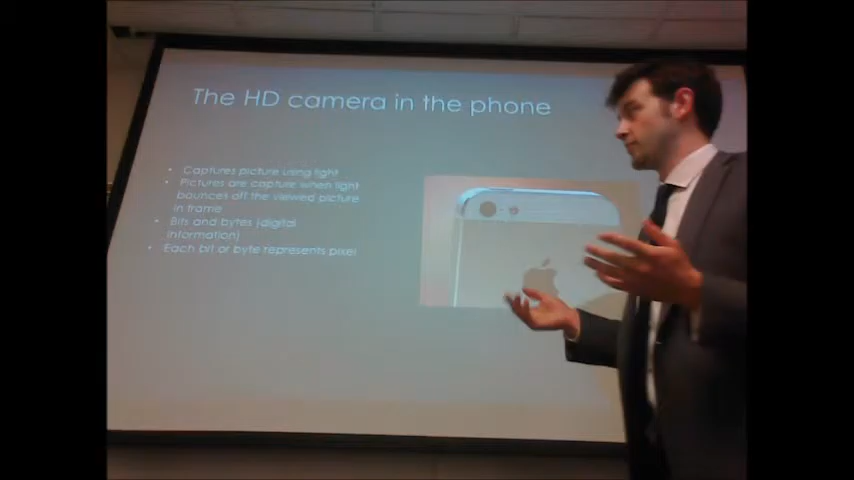 The HD camera in the phone
• Captures picture using light
• Pictures are capture when light
bounces off the viewed picture
in frame
• Bits and bytes (digital
information)
• Each bit or byte represents pixel